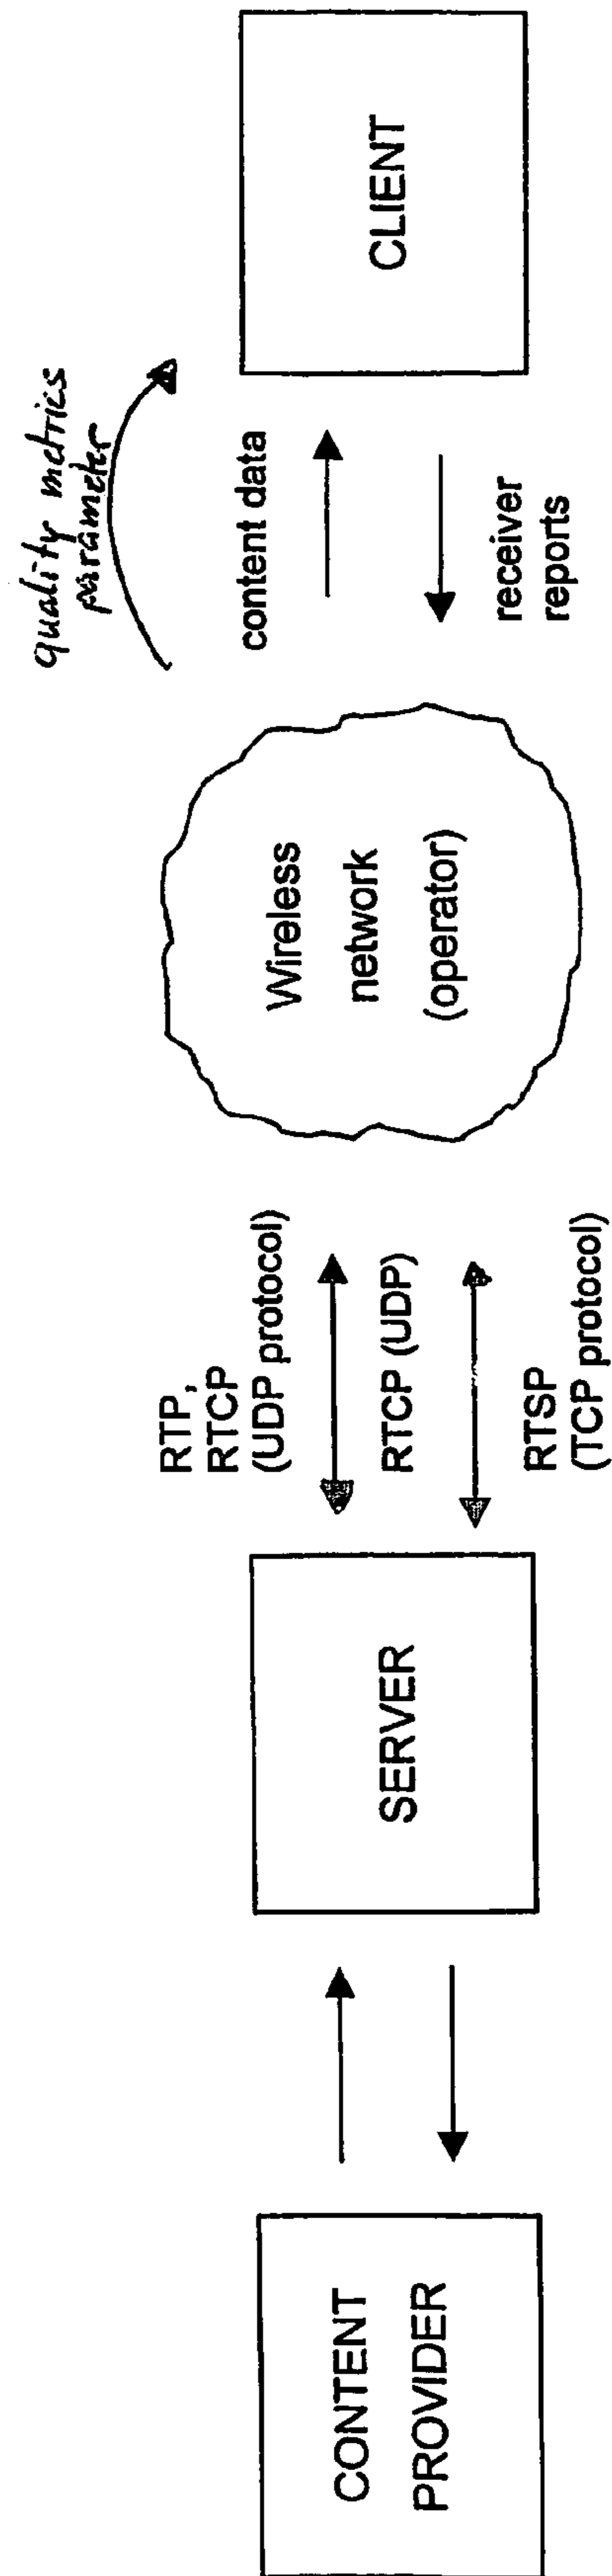 CONTENT
PROVIDER
SERVER
RTP,
RTCP
(UDP protocol)
RTCP (UDP)
RTSP
(TCP protocol)
Wireless
network
(operator)
quality metrics
parameter
content data
receiver
reports
CLIENT